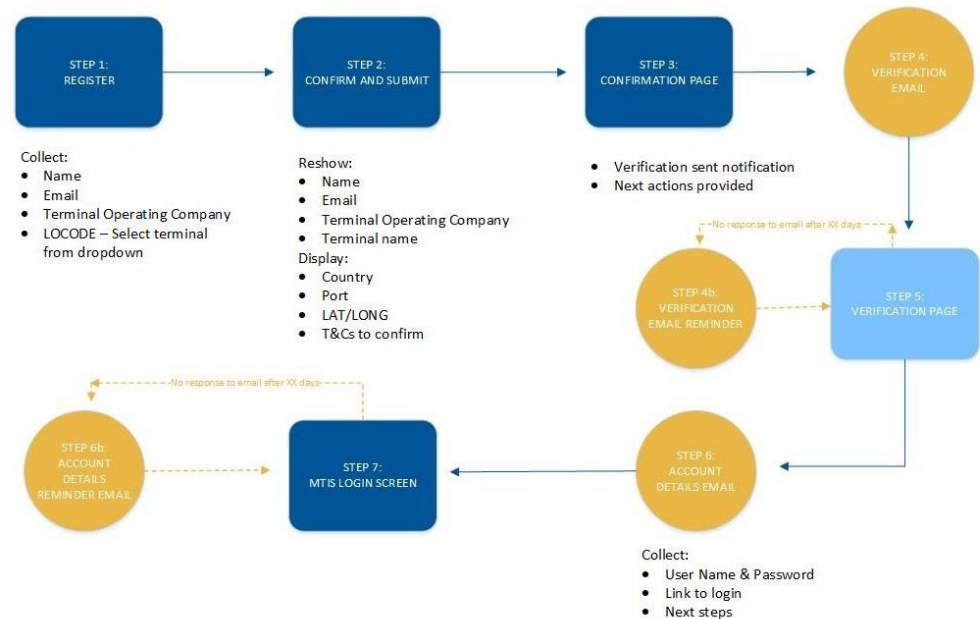 STEP 1:
REGISTER
STEP 2:
CONFIRM AND SUBMIT
STEP 3:
CONFIRMATION PAGE
STEP 4:
VERIFICATION
EMAIL
Collect:
• Name
• Email
• Terminal Operating Company
• LOCODE – Select terminal
from dropdown
Reshow:
• Name
• Email
• Terminal Operating Company
• Terminal name
Display:
• Country
• Port
• LAT/LONG
• T&Cs to confirm
• Verification sent notification
• Next actions provided
No response to email after XX days
STEP 4b:
VERIFICATION
EMAIL REMINDER
STEP 5:
VERIFICATION PAGE
No response to email after XX days
STEP 6b:
ACCOUNT
DETAILS
REMINDER EMAIL
STEP 7:
MTIS LOGIN SCREEN
STEP 6:
ACCOUNT
DETAILS EMAIL
Collect:
• User Name & Password
• Link to login
• Next steps